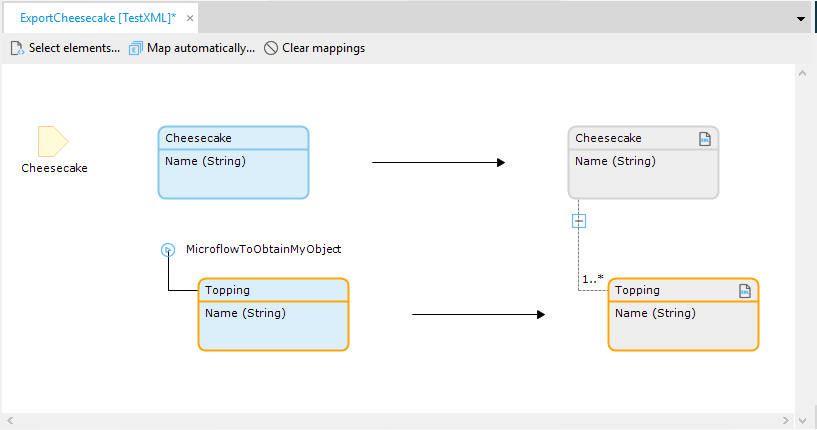 ExportCheesecake [TestXML]*
Select elements... Map automatically... Clear mappings
Cheesecake
Cheesecake
Name (String)
Cheesecake
Name (String)
MicroflowToObtainMyObject
Topping
Name (String)
1..*
Topping
Name (String)